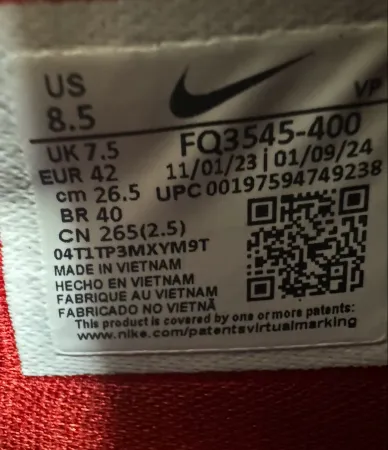 US
8.5
VP
UK 7.5
FQ3545-400
EUR 42
11/01/23 | 01/09/24
cm 26.5
UPC 00197594749238
BR 40
CN 265(2.5)
04T1TP3MXYM9T
MADE IN VIETNAM
HECHO EN VIETNAM
FABRIQUE AU VIETNAM
FABRICADO NO VIETNÃ
This product is covered by one or more patents:
www.nike.com/patentsvirtualmarking